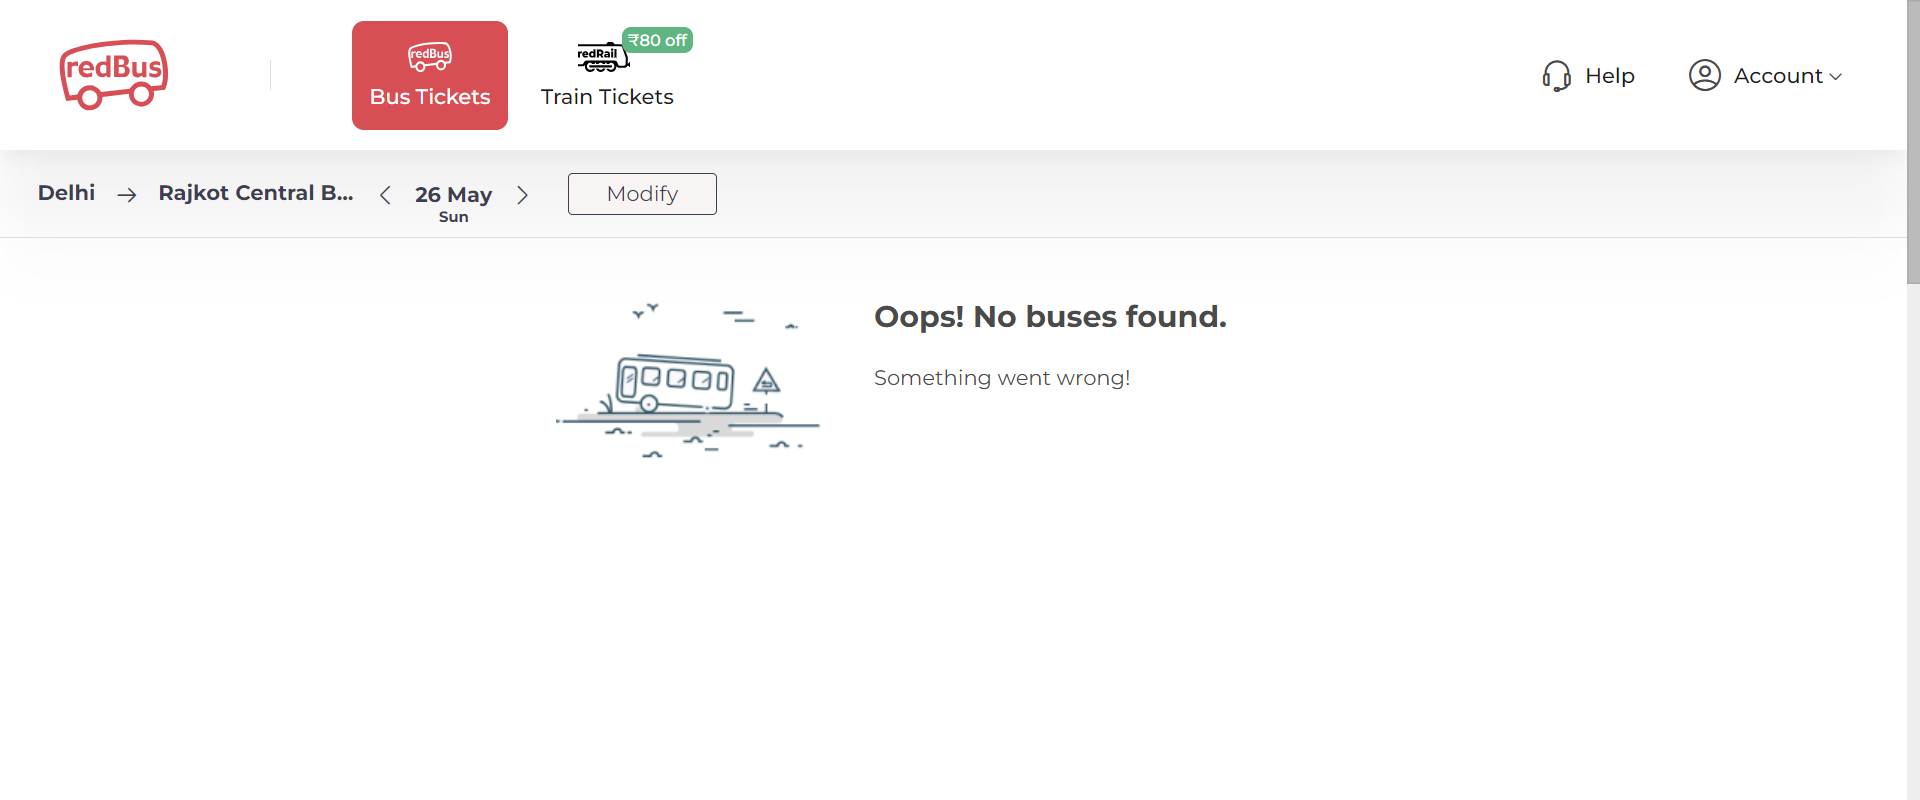 redBus
redBus
Bus Tickets
redRail
₹80 off
Train Tickets
Help
Account
Delhi
Rajkot Central B...
26 May
Sun
Modify
Oops! No buses found.
Something went wrong!